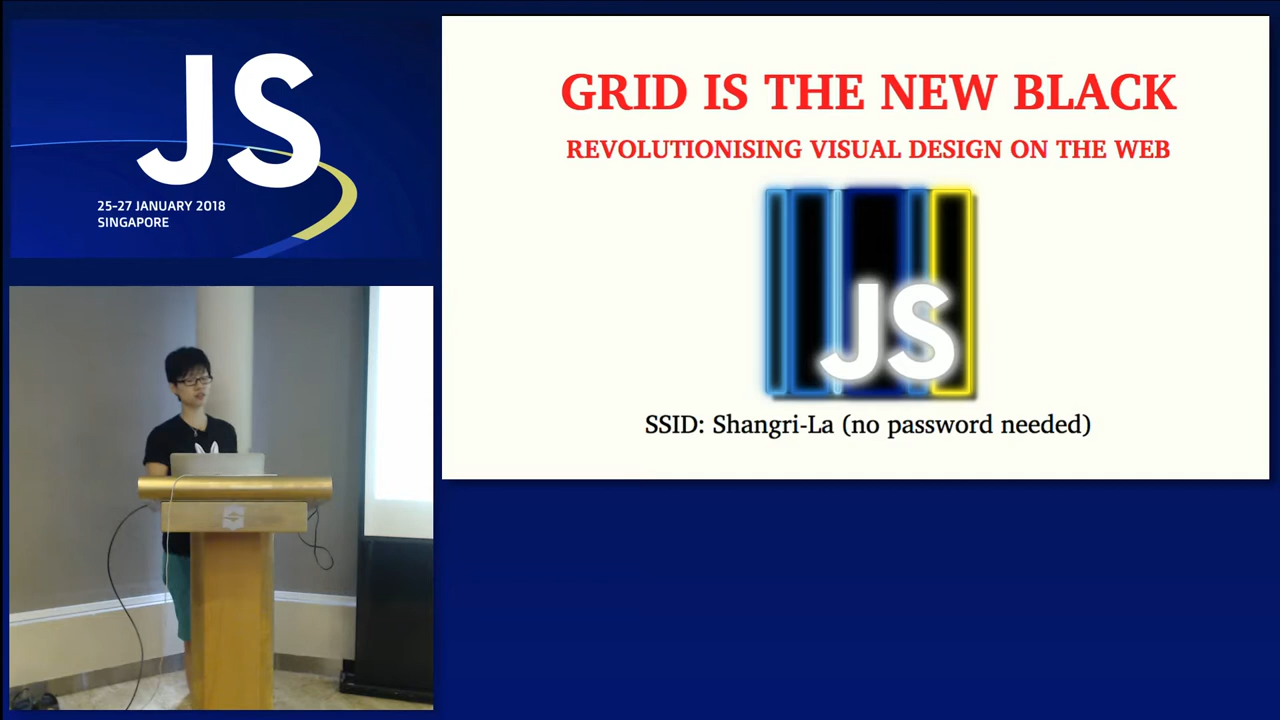 JS
25-27 JANUARY 2018
SINGAPORE
GRID IS THE NEW BLACK
REVOLUTIONISING VISUAL DESIGN ON THE WEB
JS
SSID: Shangri-La (no password needed)